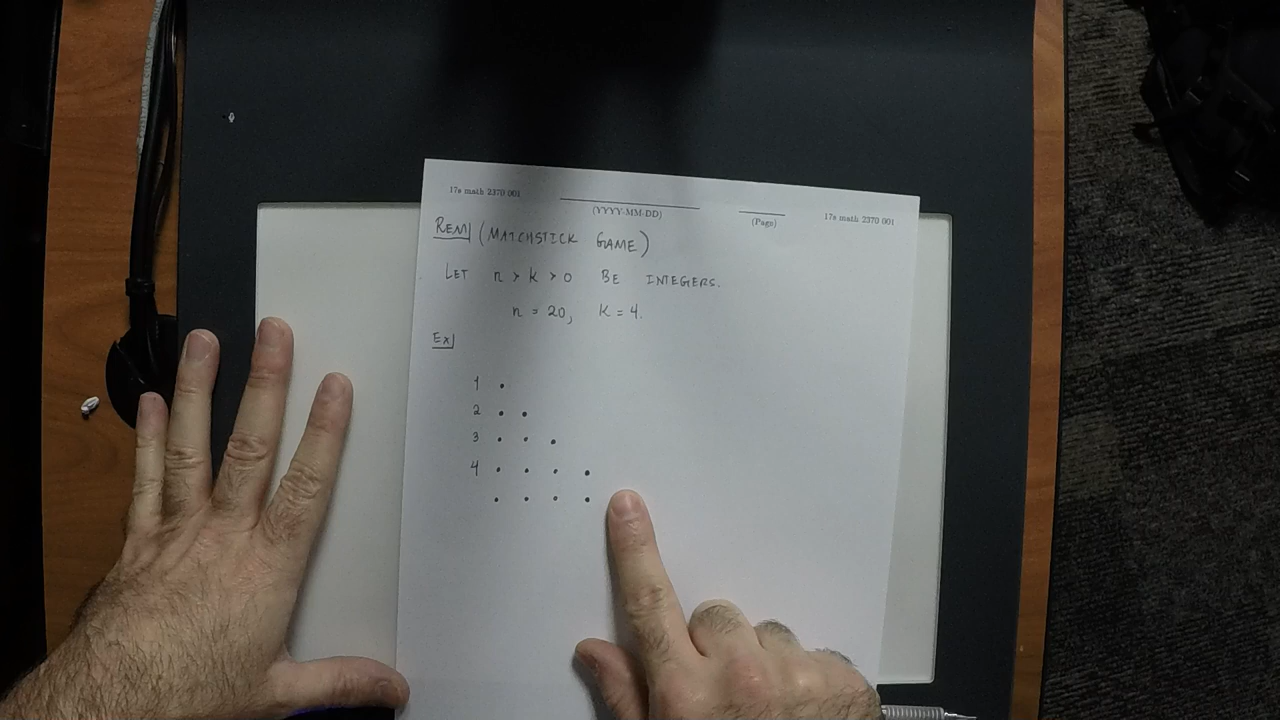 17s math 2370 001 (YYYY-MM-DD) (Page) 17s math 2370 001
REM (MATCHSTICK GAME)
LET n > k > 0 BE INTEGERS.
n = 20, k = 4.
EX
1
2
3
4